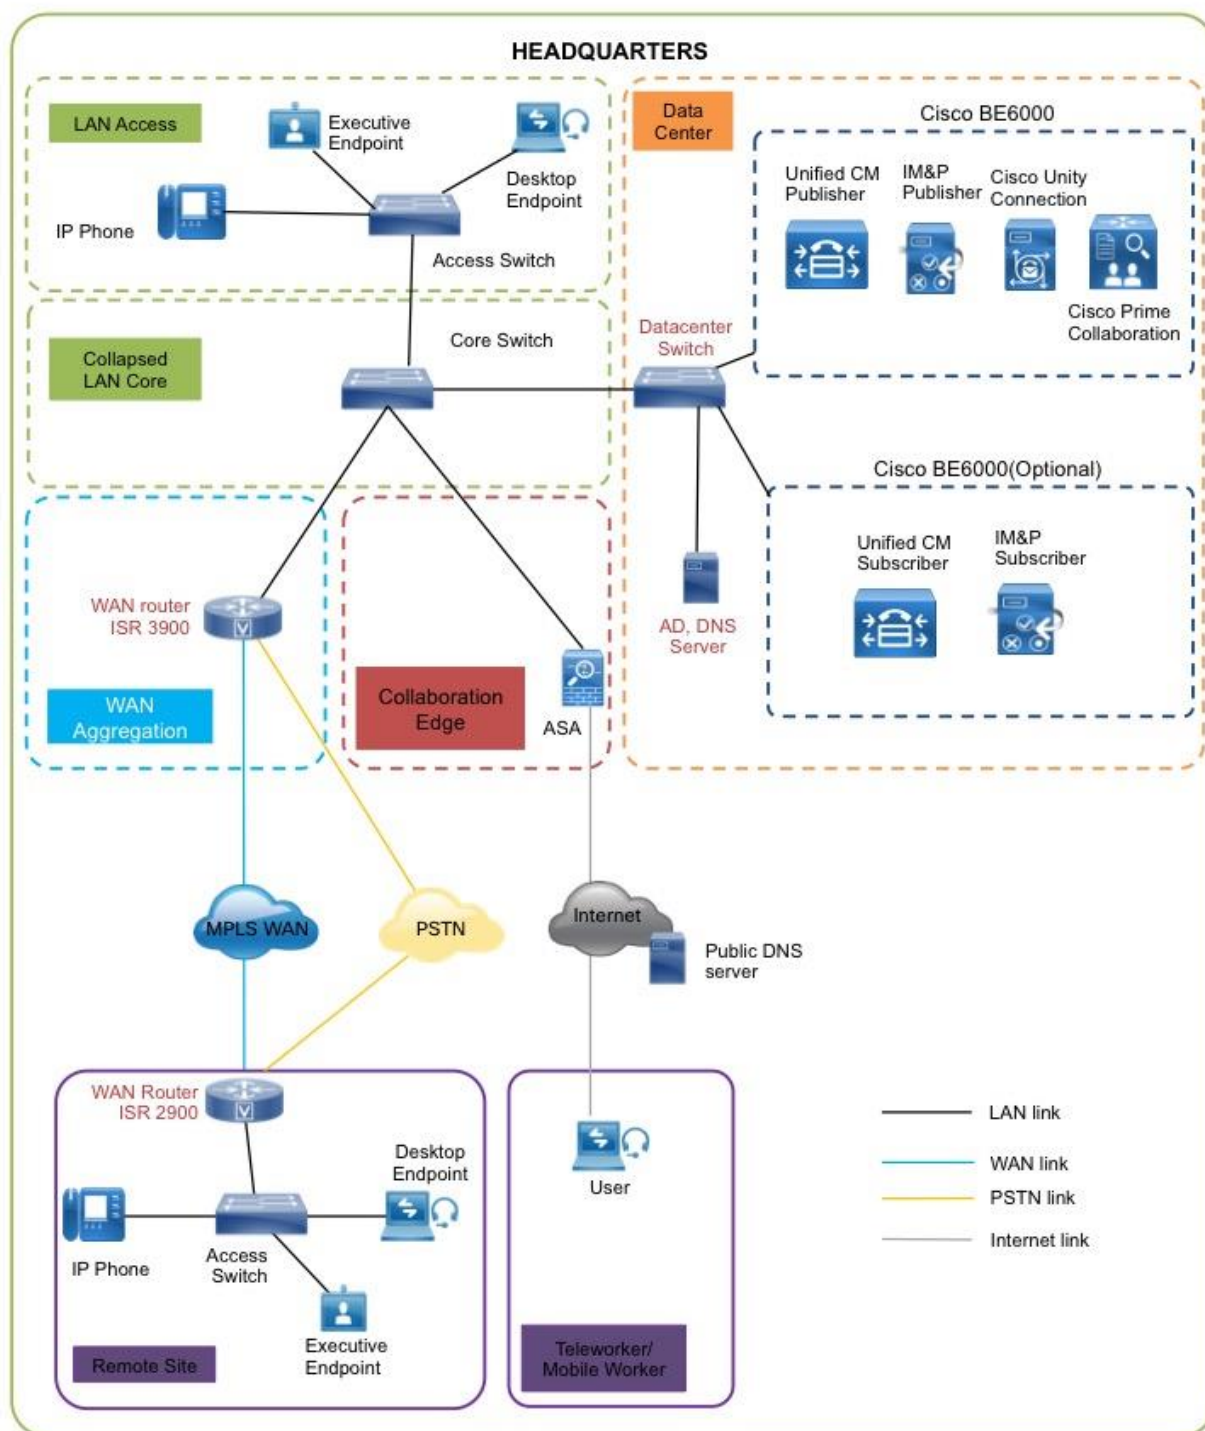 HEADQUARTERS
LAN Access
Executive
Endpoint
Desktop
Endpoint
IP Phone
Access Switch
Collapsed
LAN Core
Core Switch
Data
Center
Cisco BE6000
Unified CM
Publisher
IM&P
Publisher
Cisco Unity
Connection
Cisco Prime
Collaboration
Datacenter
Switch
Cisco BE6000(Optional)
Unified CM
Subscriber
IM&P
Subscriber
AD, DNS
Server
WAN router
ISR 3900
V
WAN
Aggregation
Collaboration
Edge
ASA
MPLS WAN
PSTN
Internet
Public DNS
server
WAN Router
ISR 2900
V
Desktop
Endpoint
IP Phone
Access
Switch
Executive
Endpoint
Remote Site
User
Teleworker/
Mobile Worker
LAN link
WAN link
PSTN link
Internet link